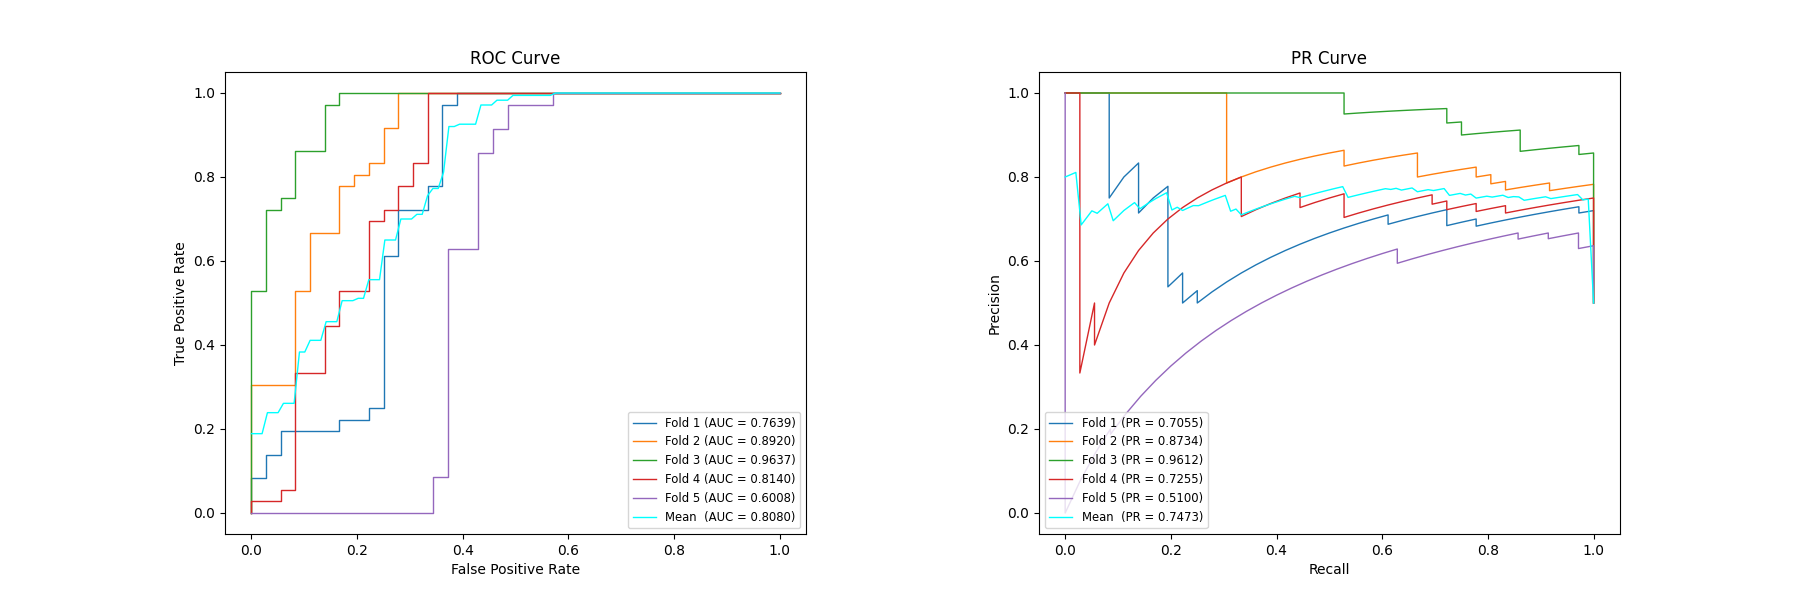 ROC Curve
True Positive Rate
1.0
0.8
0.6
0.4
0.2
0.0
Fold 1 (AUC = 0.7639)
Fold 2 (AUC = 0.8920)
Fold 3 (AUC = 0.9637)
Fold 4 (AUC = 0.8140)
Fold 5 (AUC = 0.6008)
Mean  (AUC = 0.8080)
0.0 0.2 0.4 0.6 0.8 1.0
False Positive Rate
PR Curve
Precision
1.0
0.8
0.6
0.4
0.2
0.0
Fold 1 (PR = 0.7055)
Fold 2 (PR = 0.8734)
Fold 3 (PR = 0.9612)
Fold 4 (PR = 0.7255)
Fold 5 (PR = 0.5100)
Mean  (PR = 0.7473)
0.0 0.2 0.4 0.6 0.8 1.0
Recall